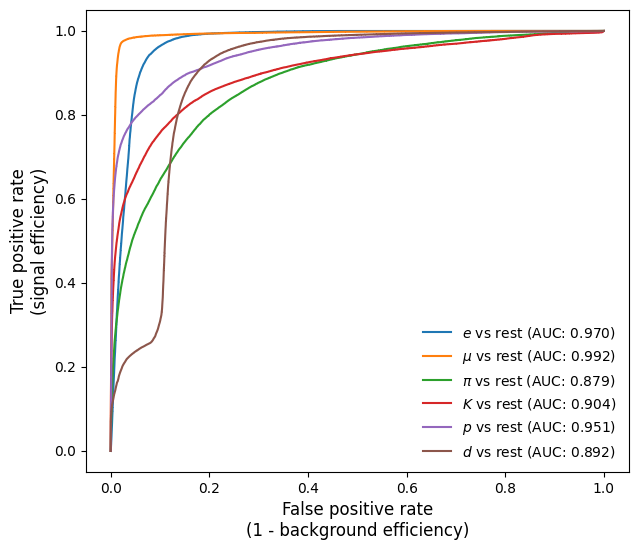 True positive rate
(signal efficiency)
1.0
0.8
0.6
0.4
0.2
0.0
e vs rest (AUC: 0.970)
μ vs rest (AUC: 0.992)
π vs rest (AUC: 0.879)
K vs rest (AUC: 0.904)
p vs rest (AUC: 0.951)
d vs rest (AUC: 0.892)
0.0 0.2 0.4 0.6 0.8 1.0
False positive rate
(1 - background efficiency)